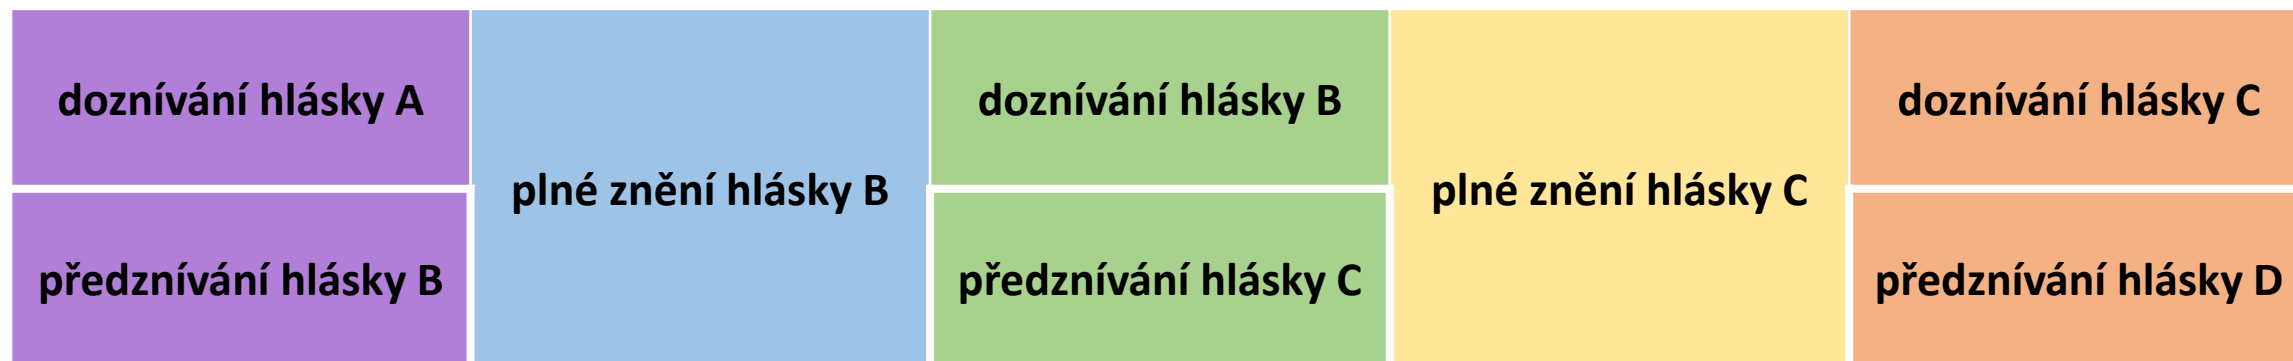 doznívání hlásky A
předznívání hlásky B
plné znění hlásky B
doznívání hlásky B
předznívání hlásky C
plné znění hlásky C
doznívání hlásky C
předznívání hlásky D